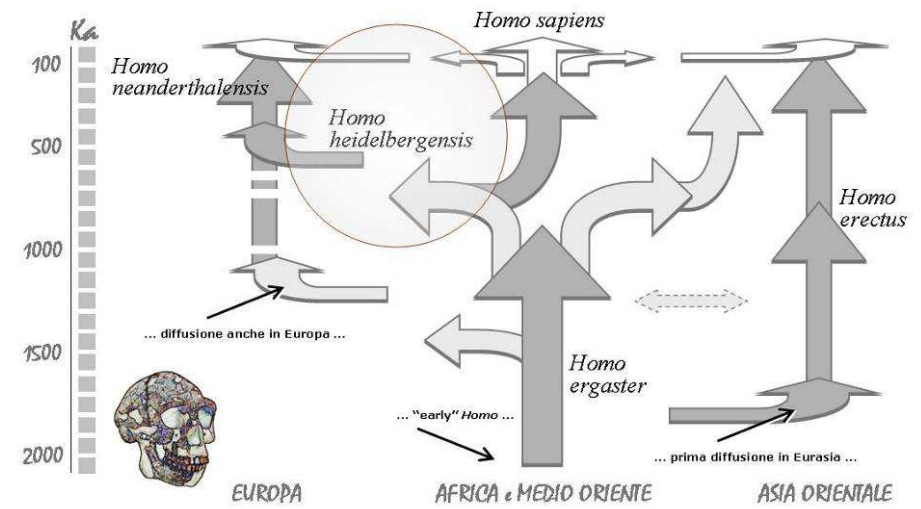 Ka
Homo sapiens
100
Homo
neanderthalensis
Homo
heidelbergensis
500
Homo
erectus
1000
... diffusione anche in Europa ...
1500
Homo
ergaster
... "early" Homo ...
2000
... prima diffusione in Eurasia ...
EUROPA
AFRICA e MEDIO ORIENTE
ASIA ORIENTALE